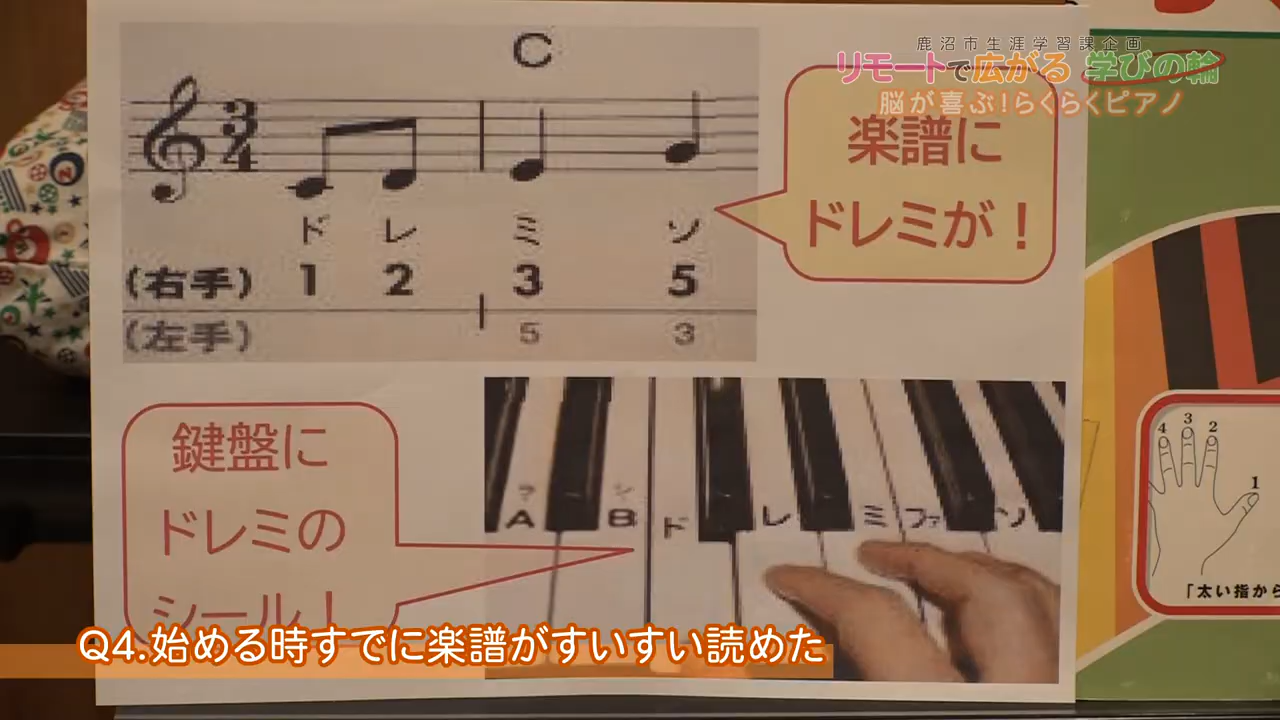 鹿沼市生涯学習課企画
リモートで広がる 学びの輪
脳が喜ぶ!らくらくピアノ
C
3
4
ド レ ミ ソ
(右手) 1 2 3 5
(左手) 5 3
楽譜に
ドレミが!
鍵盤に
ドレミの
シール!
ラ シ
A B ド レ ミ ファ ソ
4 3 2 1
「太い指から
Q4.始める時すでに楽譜がすいすい読めた